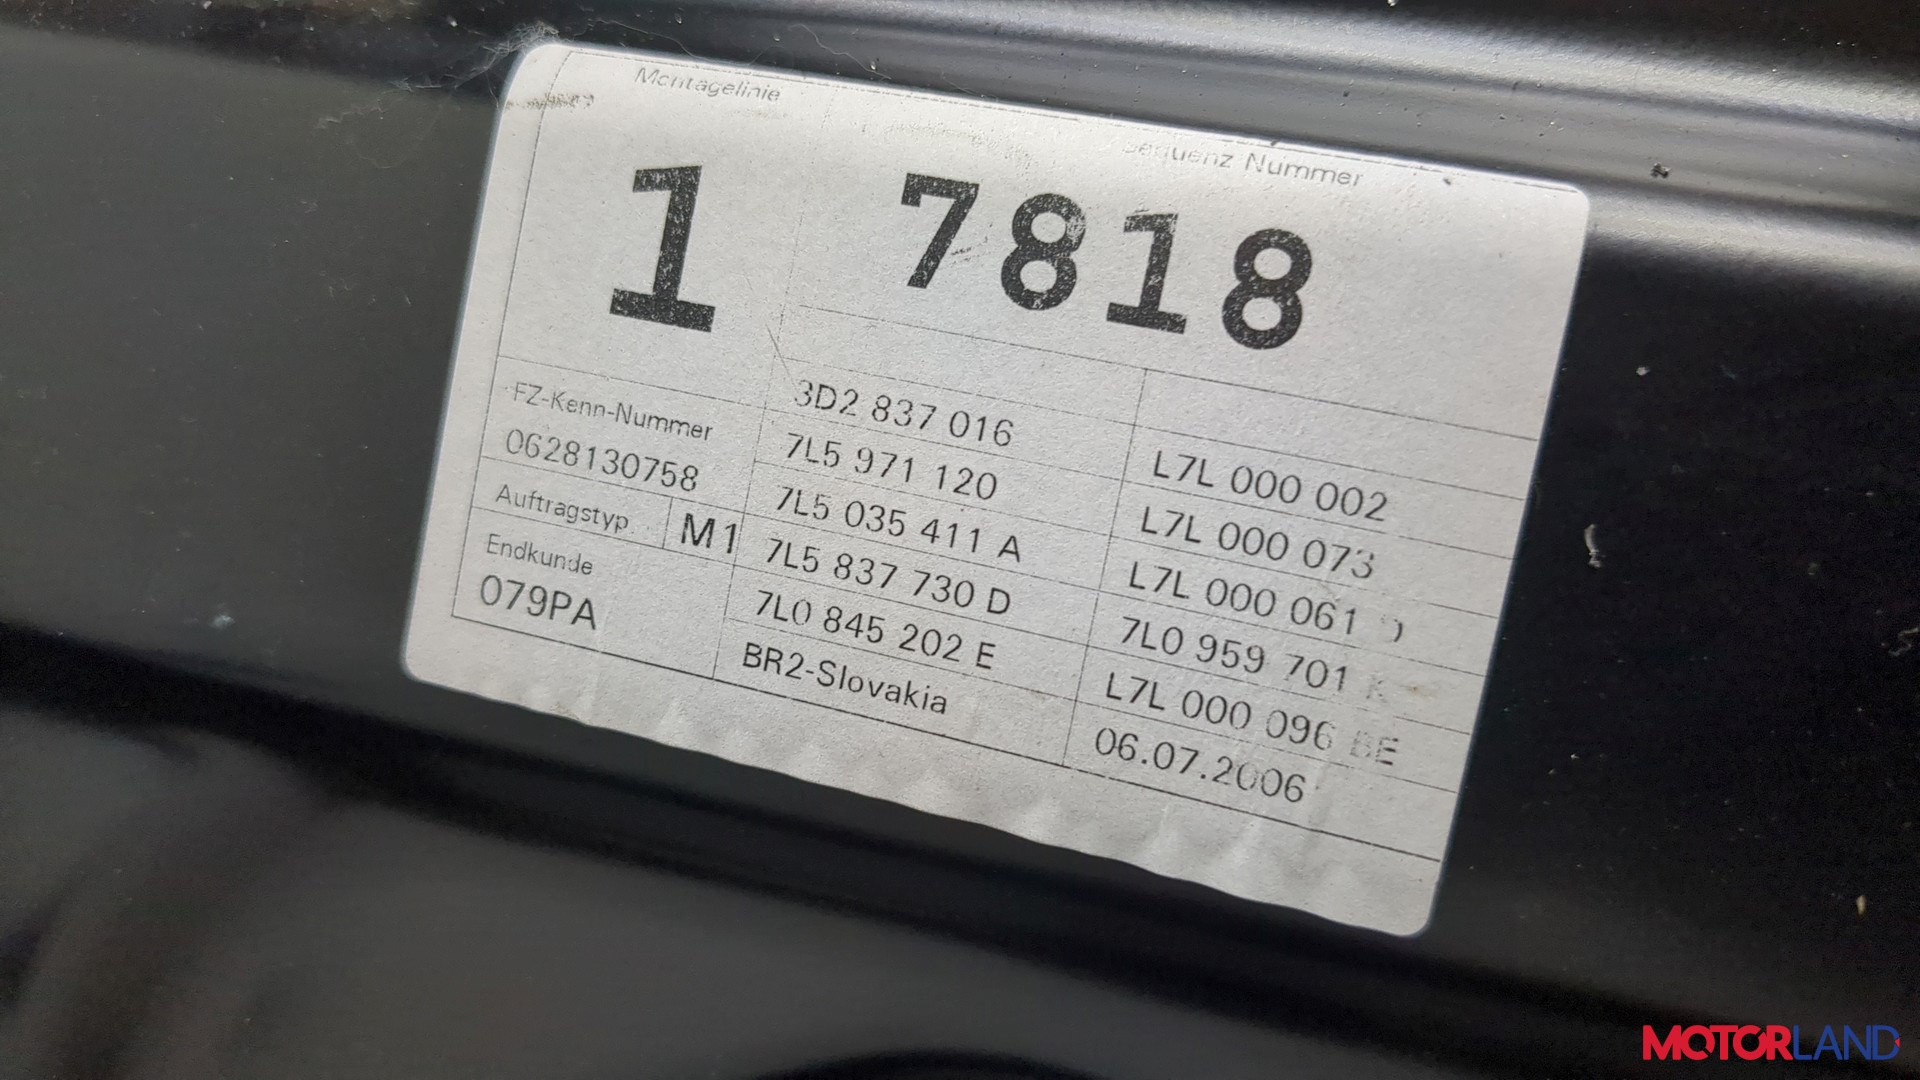 Montagelinie
Sequenz Nummer
1 7818
FZ-Kenn-Nummer
0628130758
Auftragstyp M1
Endkunde
079PA
3D2 837 016
7L5 971 120
7L5 035 411 A
7L5 837 730 D
7L0 845 202 E
BR2-Slovakia
L7L 000 002
L7L 000 073
L7L 000 061
7L0 959 701 K
L7L 000 096 BE
06.07.2006
MOTORLAND